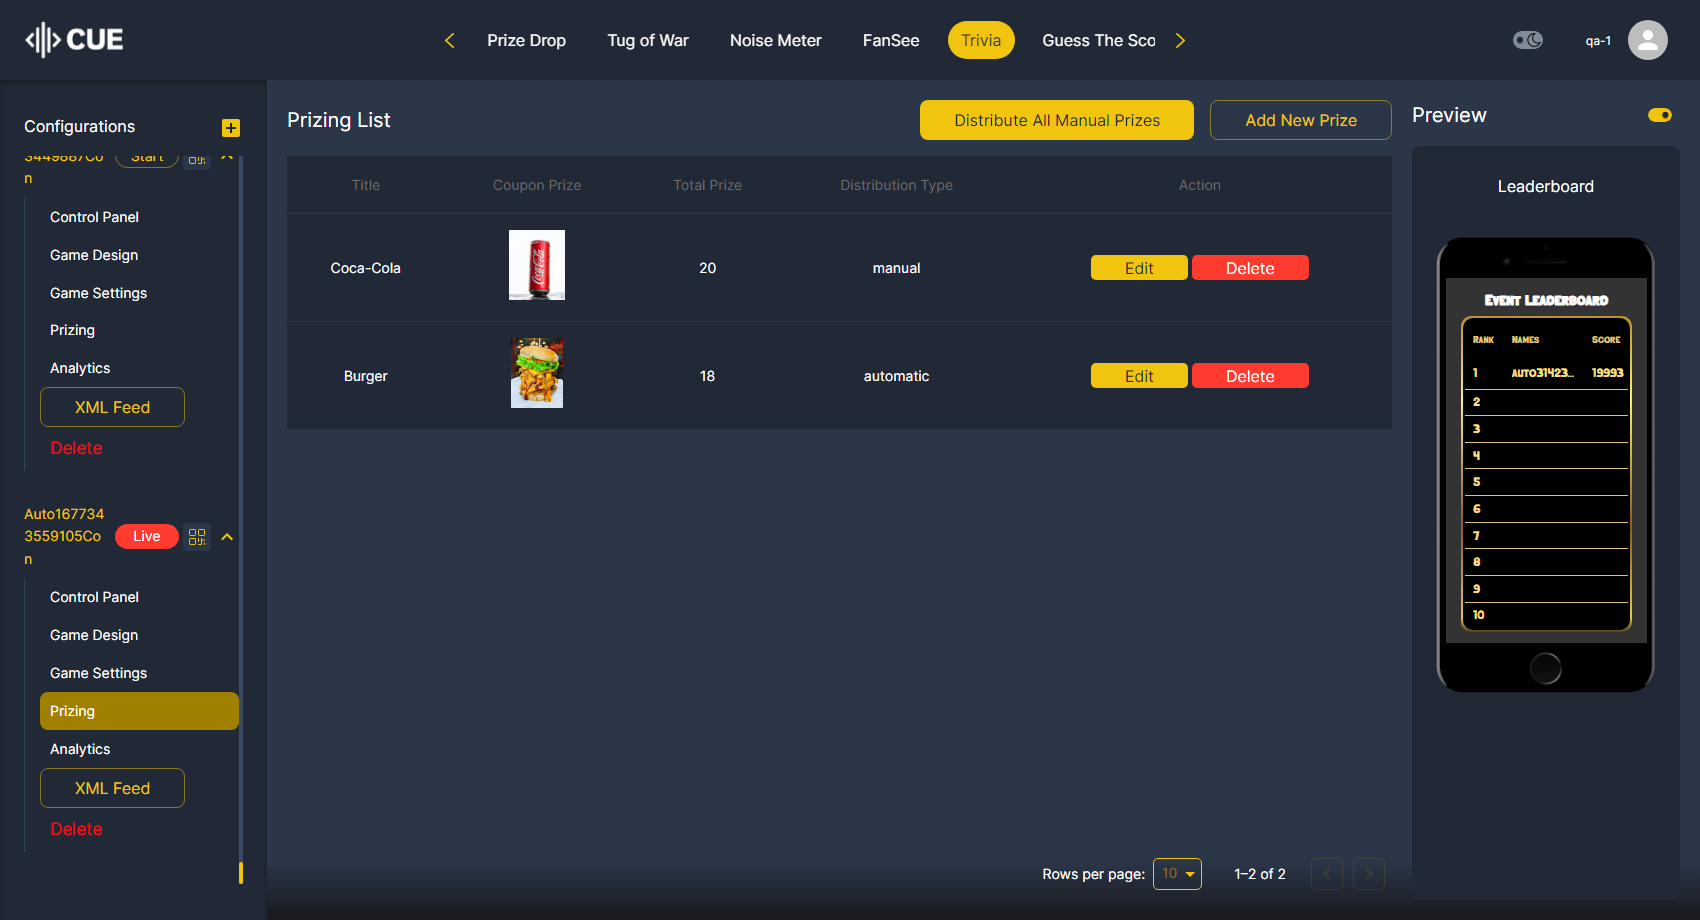 CUE
Prize Drop
Tug of War
Noise Meter
FanSee
Trivia
Guess The Sco
qa-1
Configurations
3449887Co
n
Start
Control Panel
Game Design
Game Settings
Prizing
Analytics
XML Feed
Delete
Auto167734
3559105Co
n
Live
Control Panel
Game Design
Game Settings
Prizing
Analytics
XML Feed
Delete
Prizing List
Distribute All Manual Prizes
Add New Prize
Title Coupon Prize Total Prize Distribution Type Action
Coca-Cola 20 manual Edit Delete
Coca-Cola
Burger 18 automatic Edit Delete
Rows per page: 10 1–2 of 2
Preview
Leaderboard
Event Leaderboard
Rank Names Score
1 AUTO31423... 19993
2
3
4
5
6
7
8
9
10